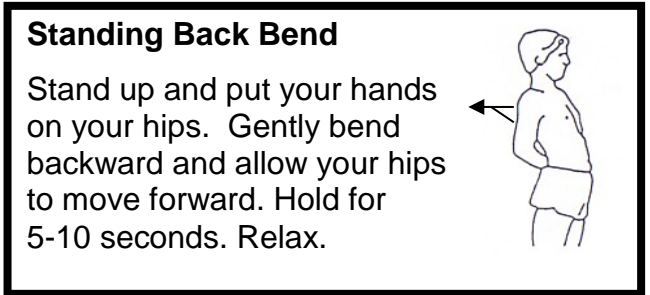 Standing Back Bend
Stand up and put your hands
on your hips.  Gently bend
backward and allow your hips
to move forward. Hold for
5-10 seconds. Relax.